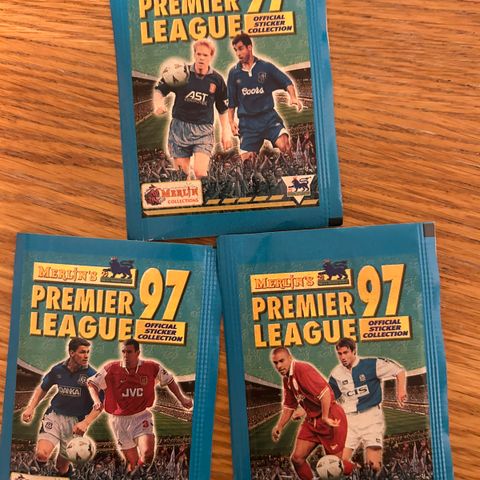 PREMIER
LEAGUE 97
OFFICIAL
STICKER
COLLECTION
AST
Coors
MERLIN
COLLECTIONS
MERLIN'S
PREMIER
LEAGUE 97
OFFICIAL
STICKER
COLLECTION
DANKA
JVC
MERLIN'S
PREMIER
LEAGUE 97
OFFICIAL
STICKER
COLLECTION
CIS